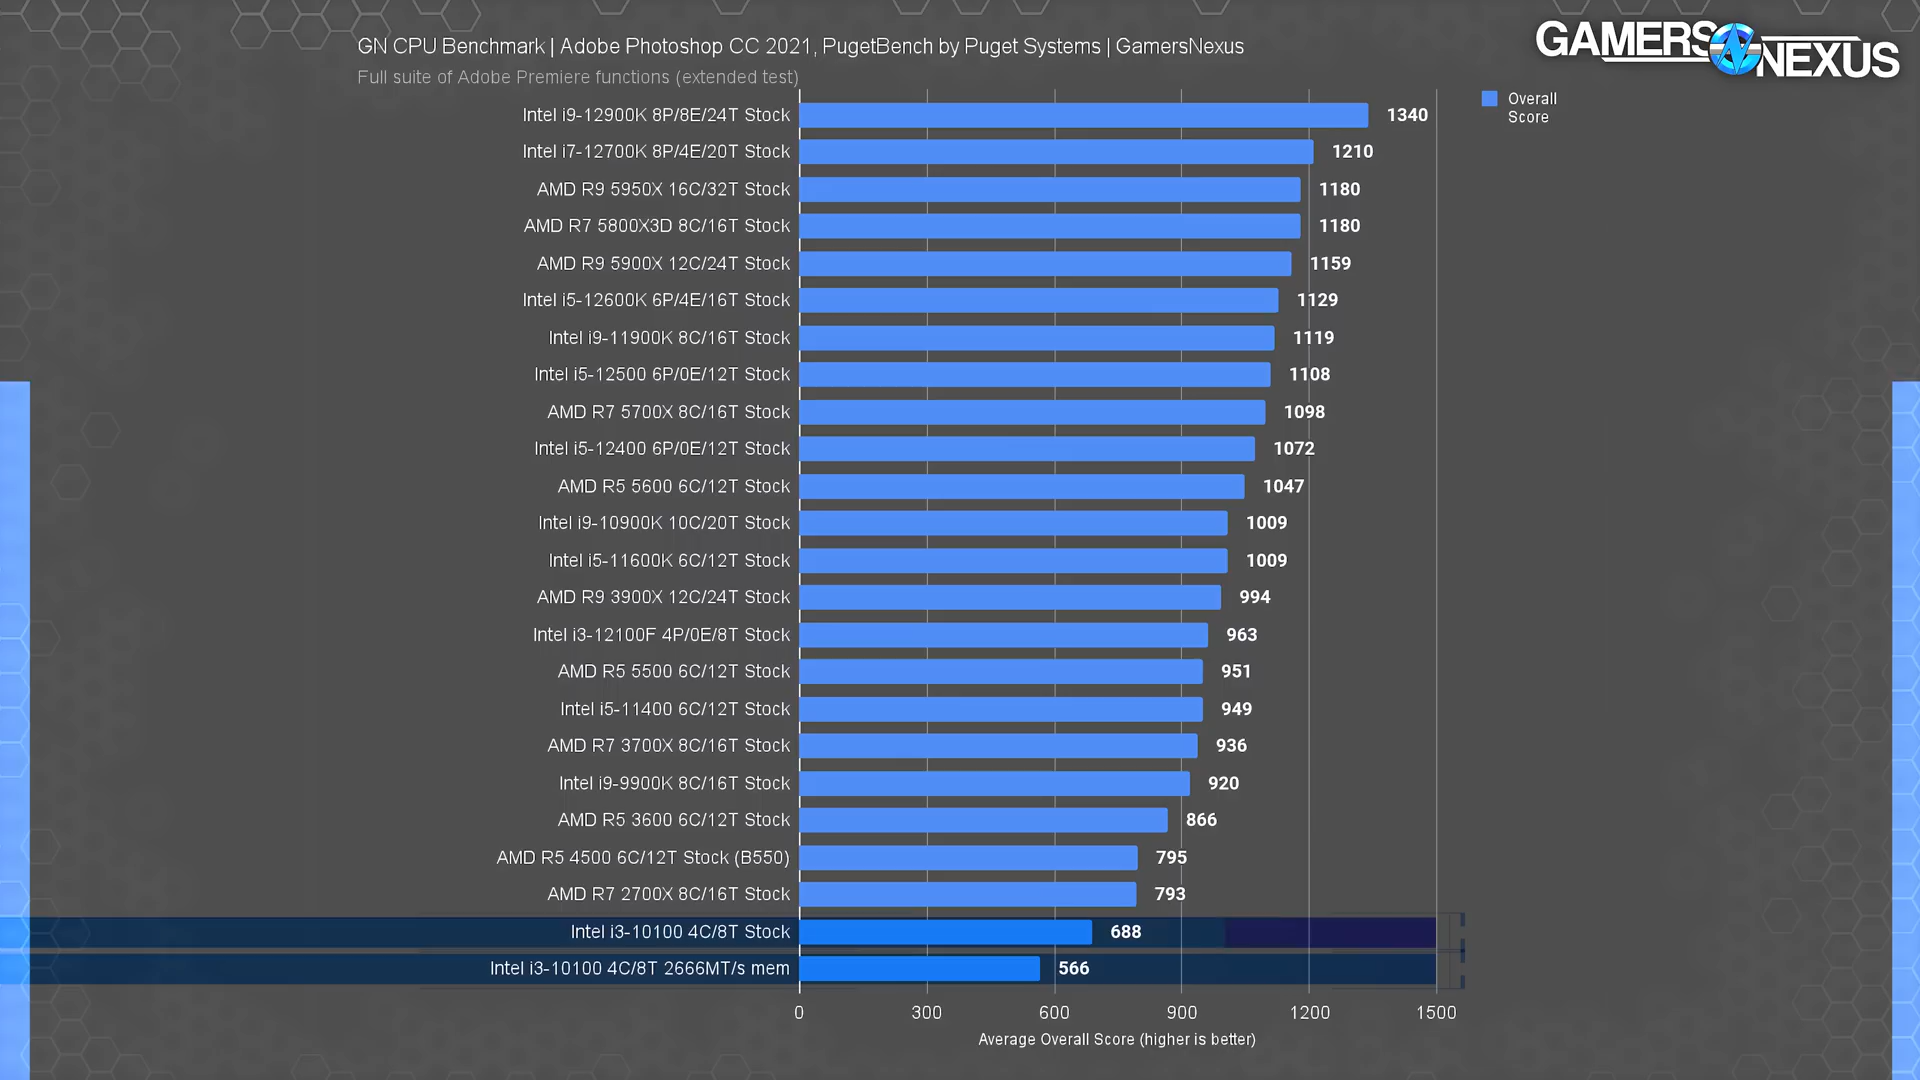 GAMERS NEXUS
GN CPU Benchmark | Adobe Photoshop CC 2021, PugetBench by Puget Systems | GamersNexus
Full suite of Adobe Premiere functions (extended test)
Overall
Score
Intel i9-12900K 8P/8E/24T Stock 1340
Intel i7-12700K 8P/4E/20T Stock 1210
AMD R9 5950X 16C/32T Stock 1180
AMD R7 5800X3D 8C/16T Stock 1180
AMD R9 5900X 12C/24T Stock 1159
Intel i5-12600K 6P/4E/16T Stock 1129
Intel i9-11900K 8C/16T Stock 1119
Intel i5-12500 6P/0E/12T Stock 1108
AMD R7 5700X 8C/16T Stock 1098
Intel i5-12400 6P/0E/12T Stock 1072
AMD R5 5600 6C/12T Stock 1047
Intel i9-10900K 10C/20T Stock 1009
Intel i5-11600K 6C/12T Stock 1009
AMD R9 3900X 12C/24T Stock 994
Intel i3-12100F 4P/0E/8T Stock 963
AMD R5 5500 6C/12T Stock 951
Intel i5-11400 6C/12T Stock 949
AMD R7 3700X 8C/16T Stock 936
Intel i9-9900K 8C/16T Stock 920
AMD R5 3600 6C/12T Stock 866
AMD R5 4500 6C/12T Stock (B550) 795
AMD R7 2700X 8C/16T Stock 793
Intel i3-10100 4C/8T Stock 688
Intel i3-10100 4C/8T 2666MT/s mem 566
0 300 600 900 1200 1500
Average Overall Score (higher is better)